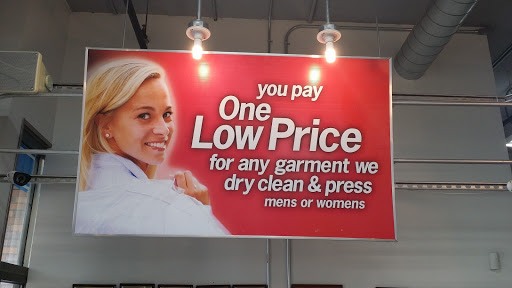 you pay
One
Low Price
for any garment we
dry clean & press
mens or womens